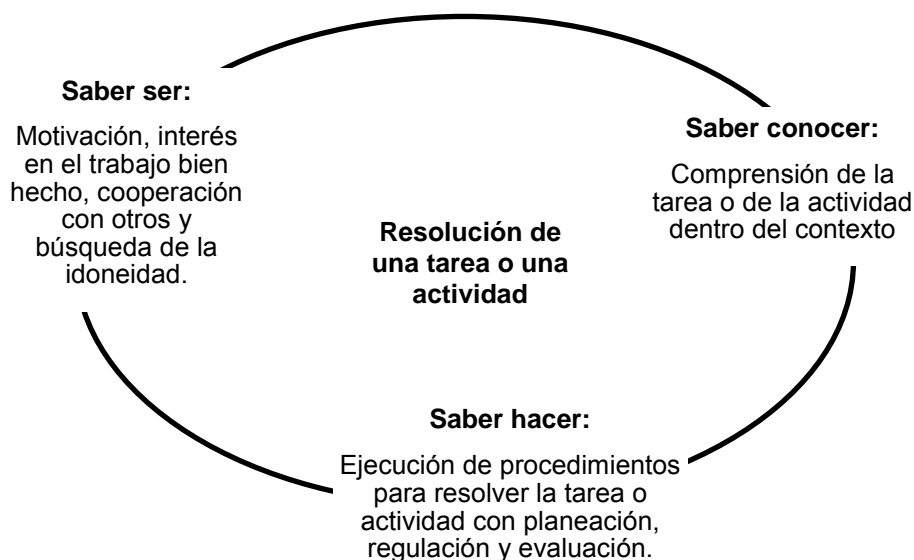 Saber ser:
Motivación, interés
en el trabajo bien
hecho, cooperación
con otros y
búsqueda de la
idoneidad.
Saber conocer:
Comprensión de la
tarea o de la actividad
dentro del contexto
Resolución de
una tarea o una
actividad
Saber hacer:
Ejecución de procedimientos
para resolver la tarea o
actividad con planeación,
regulación y evaluación.